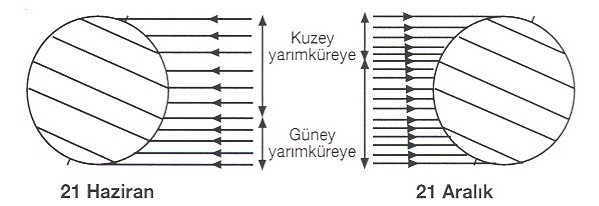 Kuzey
yarımküreye
Güney
yarımküreye
21 Haziran
21 Aralık